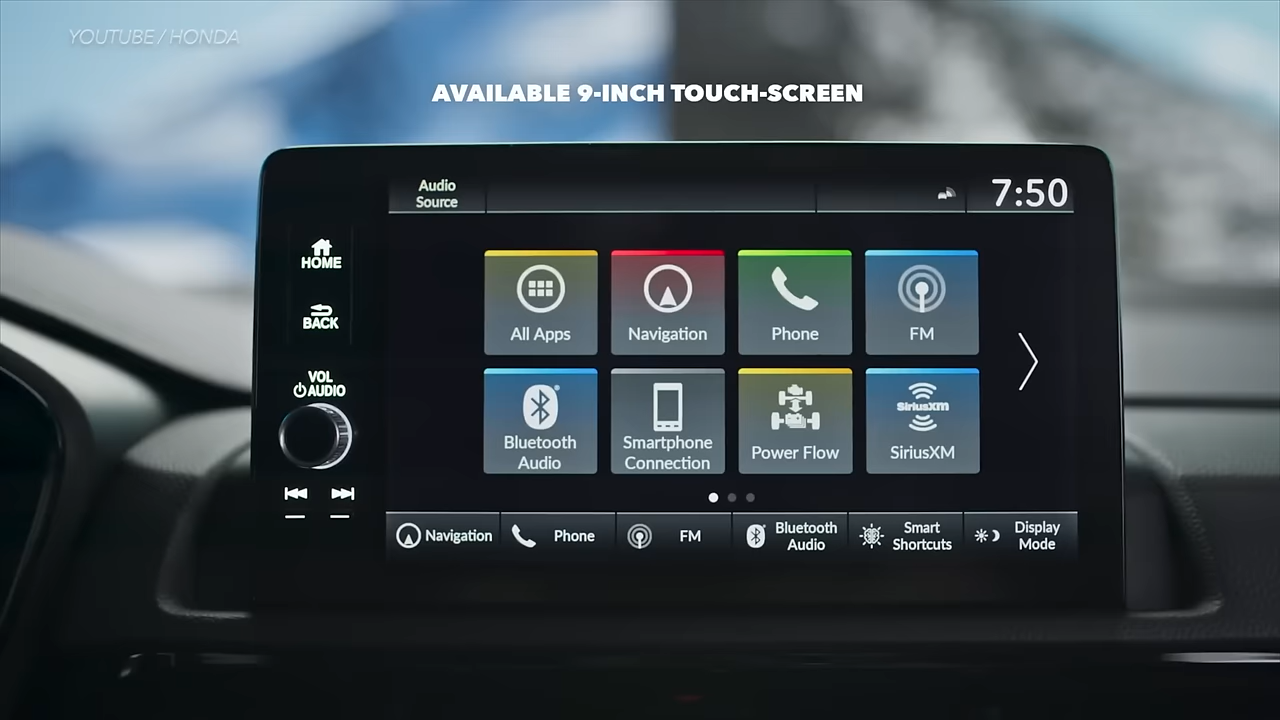 YOUTUBE / HONDA
AVAILABLE 9-INCH TOUCH-SCREEN
Audio
Source
7:50
HOME
BACK
VOL
AUDIO
All Apps
Navigation
Phone
FM
Bluetooth
Audio
Smartphone
Connection
Power Flow
SiriusXM
SiriusXM
Navigation
Phone
FM
Bluetooth
Audio
Smart
Shortcuts
Display
Mode